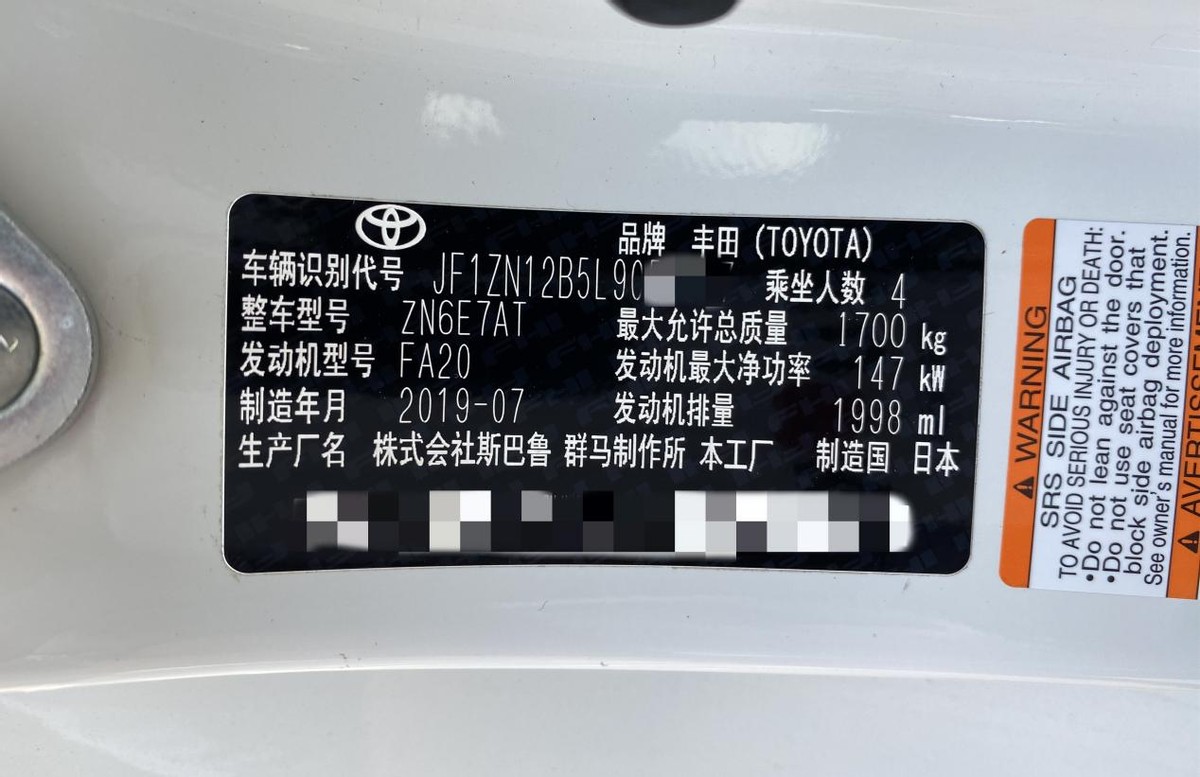 品牌 丰田 (TOYOTA)
车辆识别代号 JF1ZN12B5L90 乘坐人数 4
整车型号 ZN6E7AT 最大允许总质量 1700 kg
发动机型号 FA20 发动机最大净功率 147 kW
制造年月 2019-07 发动机排量 1998 ml
生产厂名 株式会社斯巴鲁 群马制作所 本工厂 制造国 日本
WARNING
SRS SIDE AIRBAG
TO AVOID SERIOUS INJURY OR DEATH:
•Do not lean against the door.
•Do not use seat covers that
block side airbag deployment.
See owner's manual for more information.